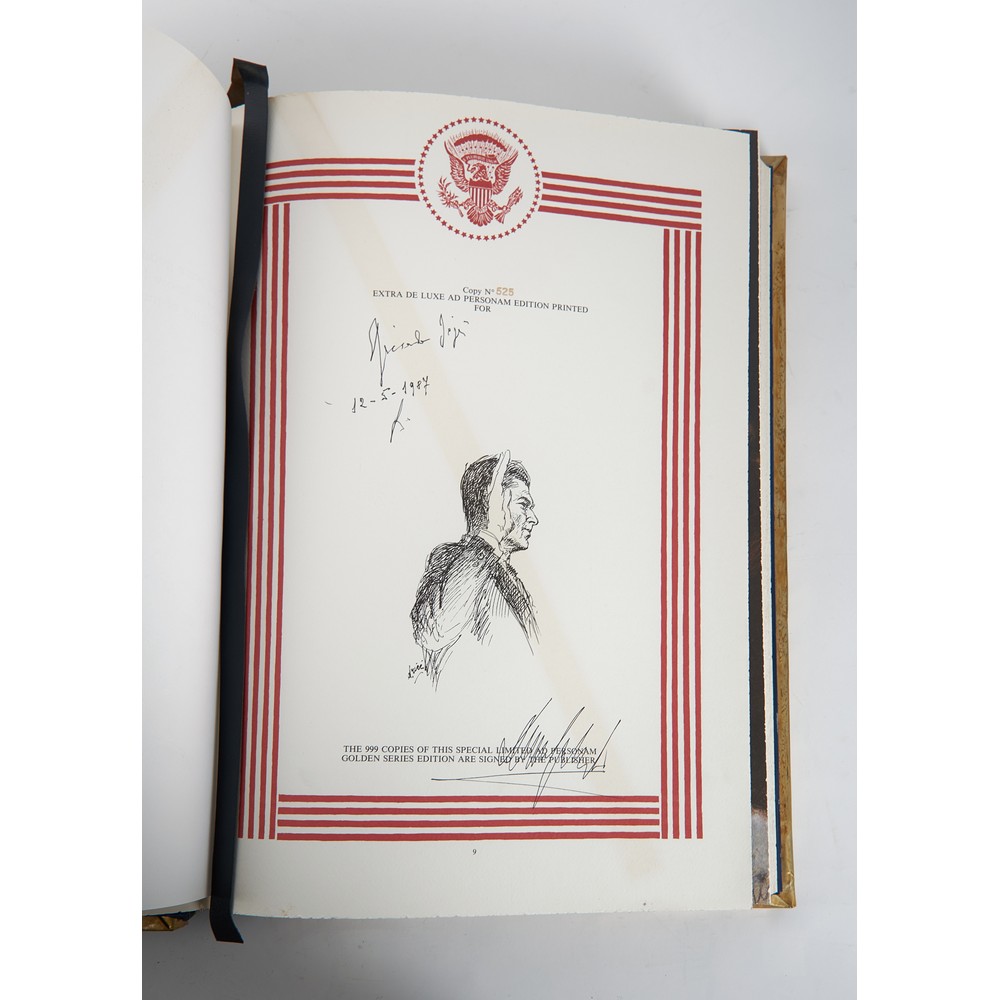 Copy N° 525
EXTRA DE LUXE AD PERSONAM EDITION PRINTED
FOR
12-5-1987
THE 999 COPIES OF THIS SPECIAL LIMITED AD PERSONAM
GOLDEN SERIES EDITION ARE SIGNED BY THE PUBLISHER
9